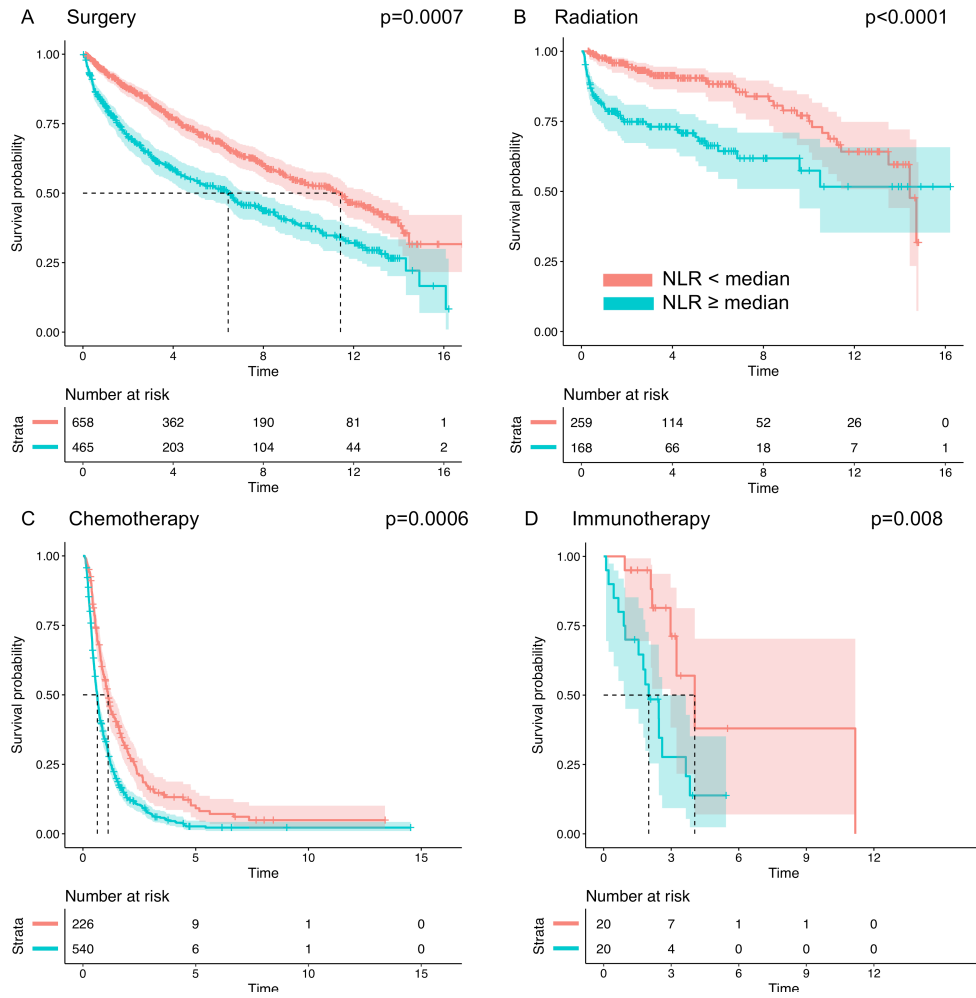 A Surgery p=0.0007
1.00
0.75
0.50
0.25
0.00
Survival probability
0 4 8 12 16
Time
Number at risk
Strata
658 362 190 81 1
465 203 104 44 2
0 4 8 12 16
Time
B Radiation p<0.0001
1.00
0.75
0.50
0.25
0.00
Survival probability
NLR < median
NLR ≥ median
0 4 8 12 16
Time
Number at risk
Strata
259 114 52 26 0
168 66 18 7 1
0 4 8 12 16
Time
C Chemotherapy p=0.0006
1.00
0.75
0.50
0.25
0.00
Survival probability
0 5 10 15
Time
Number at risk
Strata
226 9 1 0
540 6 1 0
0 5 10 15
Time
D Immunotherapy p=0.008
1.00
0.75
0.50
0.25
0.00
Survival probability
0 3 6 9 12
Time
Number at risk
Strata
20 7 1 1 0
20 4 0 0 0
0 3 6 9 12
Time